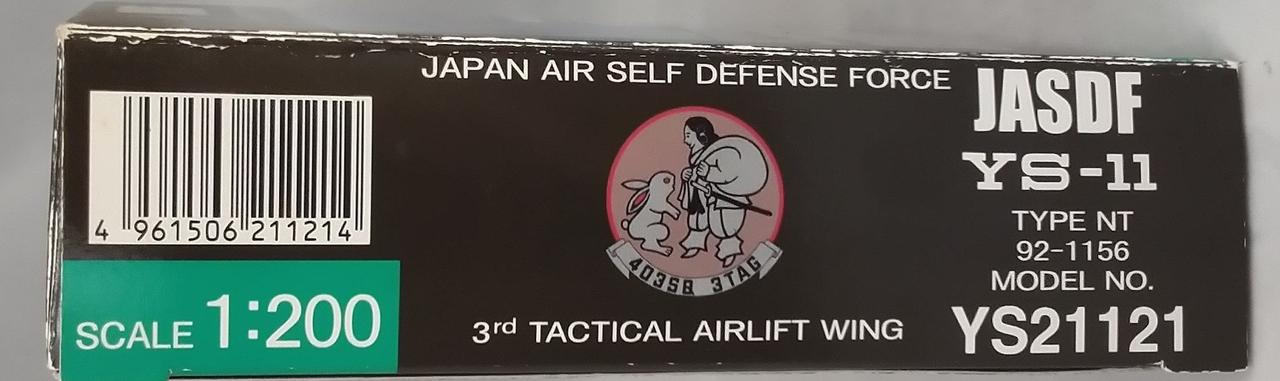 JAPAN AIR SELF DEFENSE FORCE
JASDF
YS-11
TYPE NT
92-1156
MODEL NO.
YS21121
403SQ 3TAG
3rd TACTICAL AIRLIFT WING
4 961506 211214
SCALE 1:200